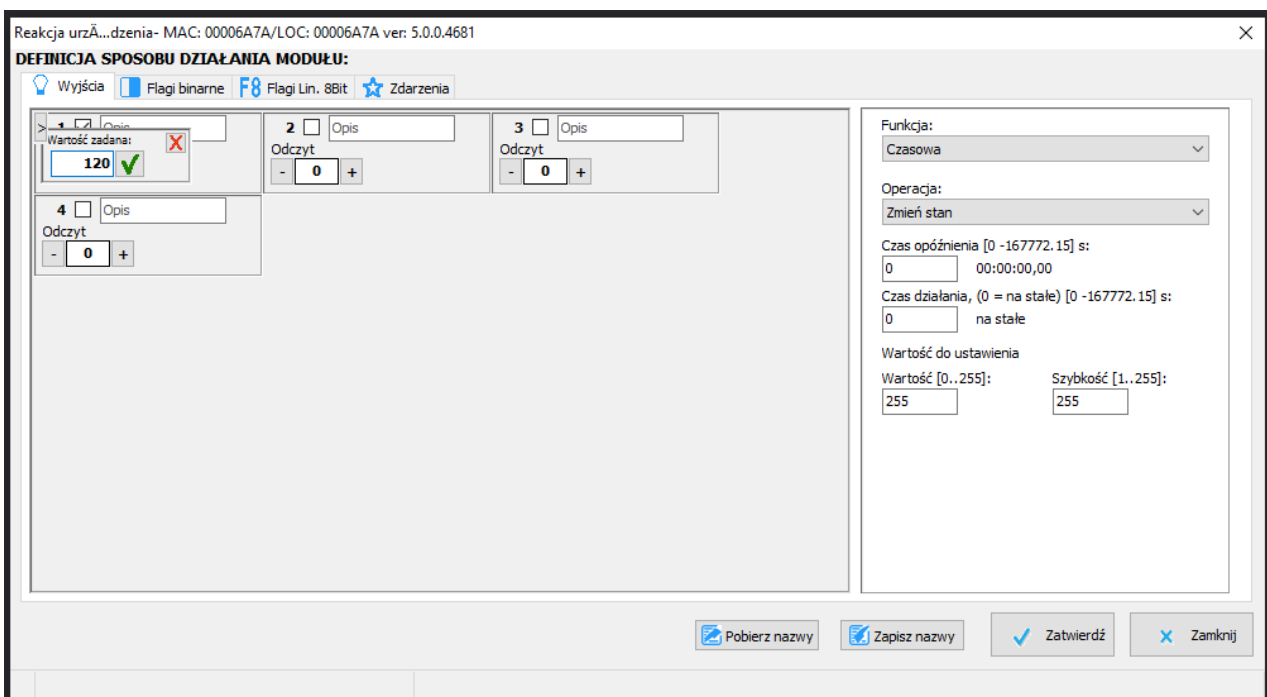 Reakcja urzÄ…dzenia- MAC: 00006A7A/LOC: 00006A7A ver: 5.0.0.4681
DEFINICJA SPOSOBU DZIAŁANIA MODUŁU:
Wyjścia Flagi binarne F8 Flagi Lin. 8Bit Zdarzenia
> 1 Opis
Wartość zadana:
120
2 Opis
Odczyt
- 0 +
3 Opis
Odczyt
- 0 +
4 Opis
Odczyt
- 0 +
Funkcja:
Czasowa
Operacja:
Zmień stan
Czas opóźnienia [0 -167772.15] s:
0 00:00:00,00
Czas działania, (0 = na stałe) [0 -167772.15] s:
0 na stałe
Wartość do ustawienia
Wartość [0..255]: Szybkość [1..255]:
255 255
Pobierz nazwy Zapisz nazwy Zatwierdź Zamknij